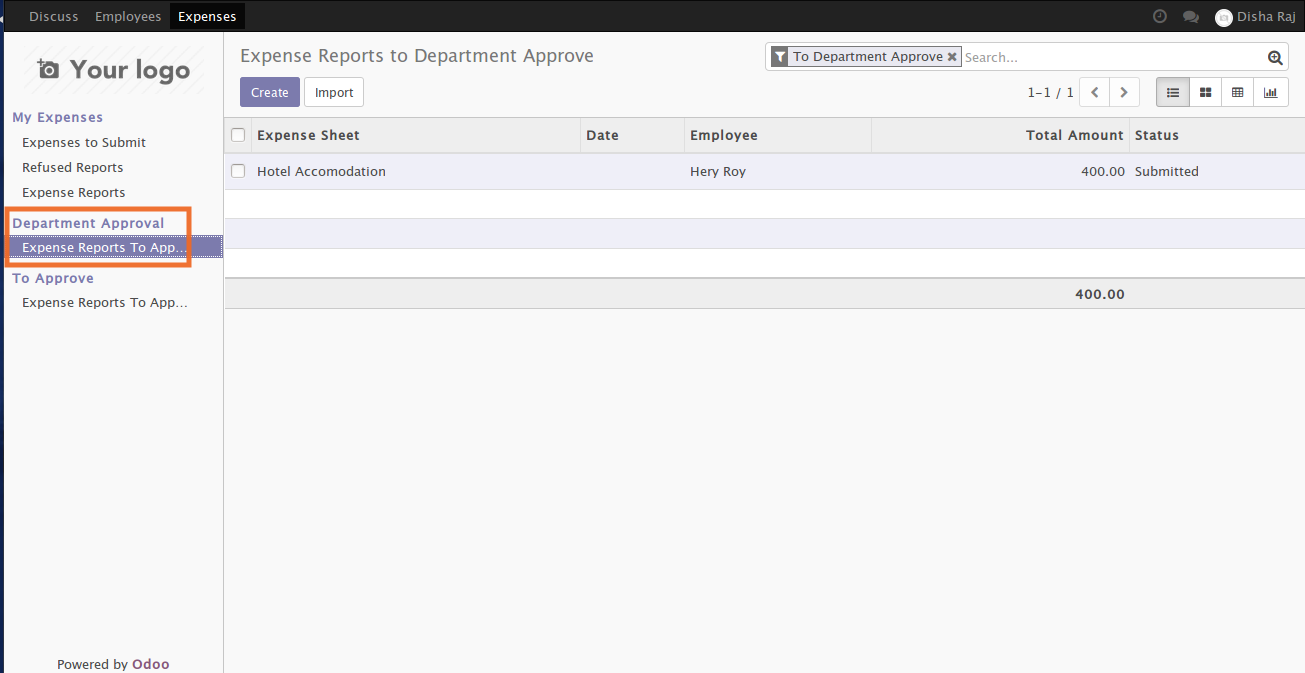 Discuss Employees Expenses Disha Raj
Your logo
My Expenses
Expenses to Submit
Refused Reports
Expense Reports
Department Approval
Expense Reports To App...
To Approve
Expense Reports To App...
Powered by Odoo
Expense Reports to Department Approve
To Department Approve Search...
Create Import
1-1 / 1
Expense Sheet Date Employee Total Amount Status
Hotel Accomodation Hery Roy 400.00 Submitted
400.00